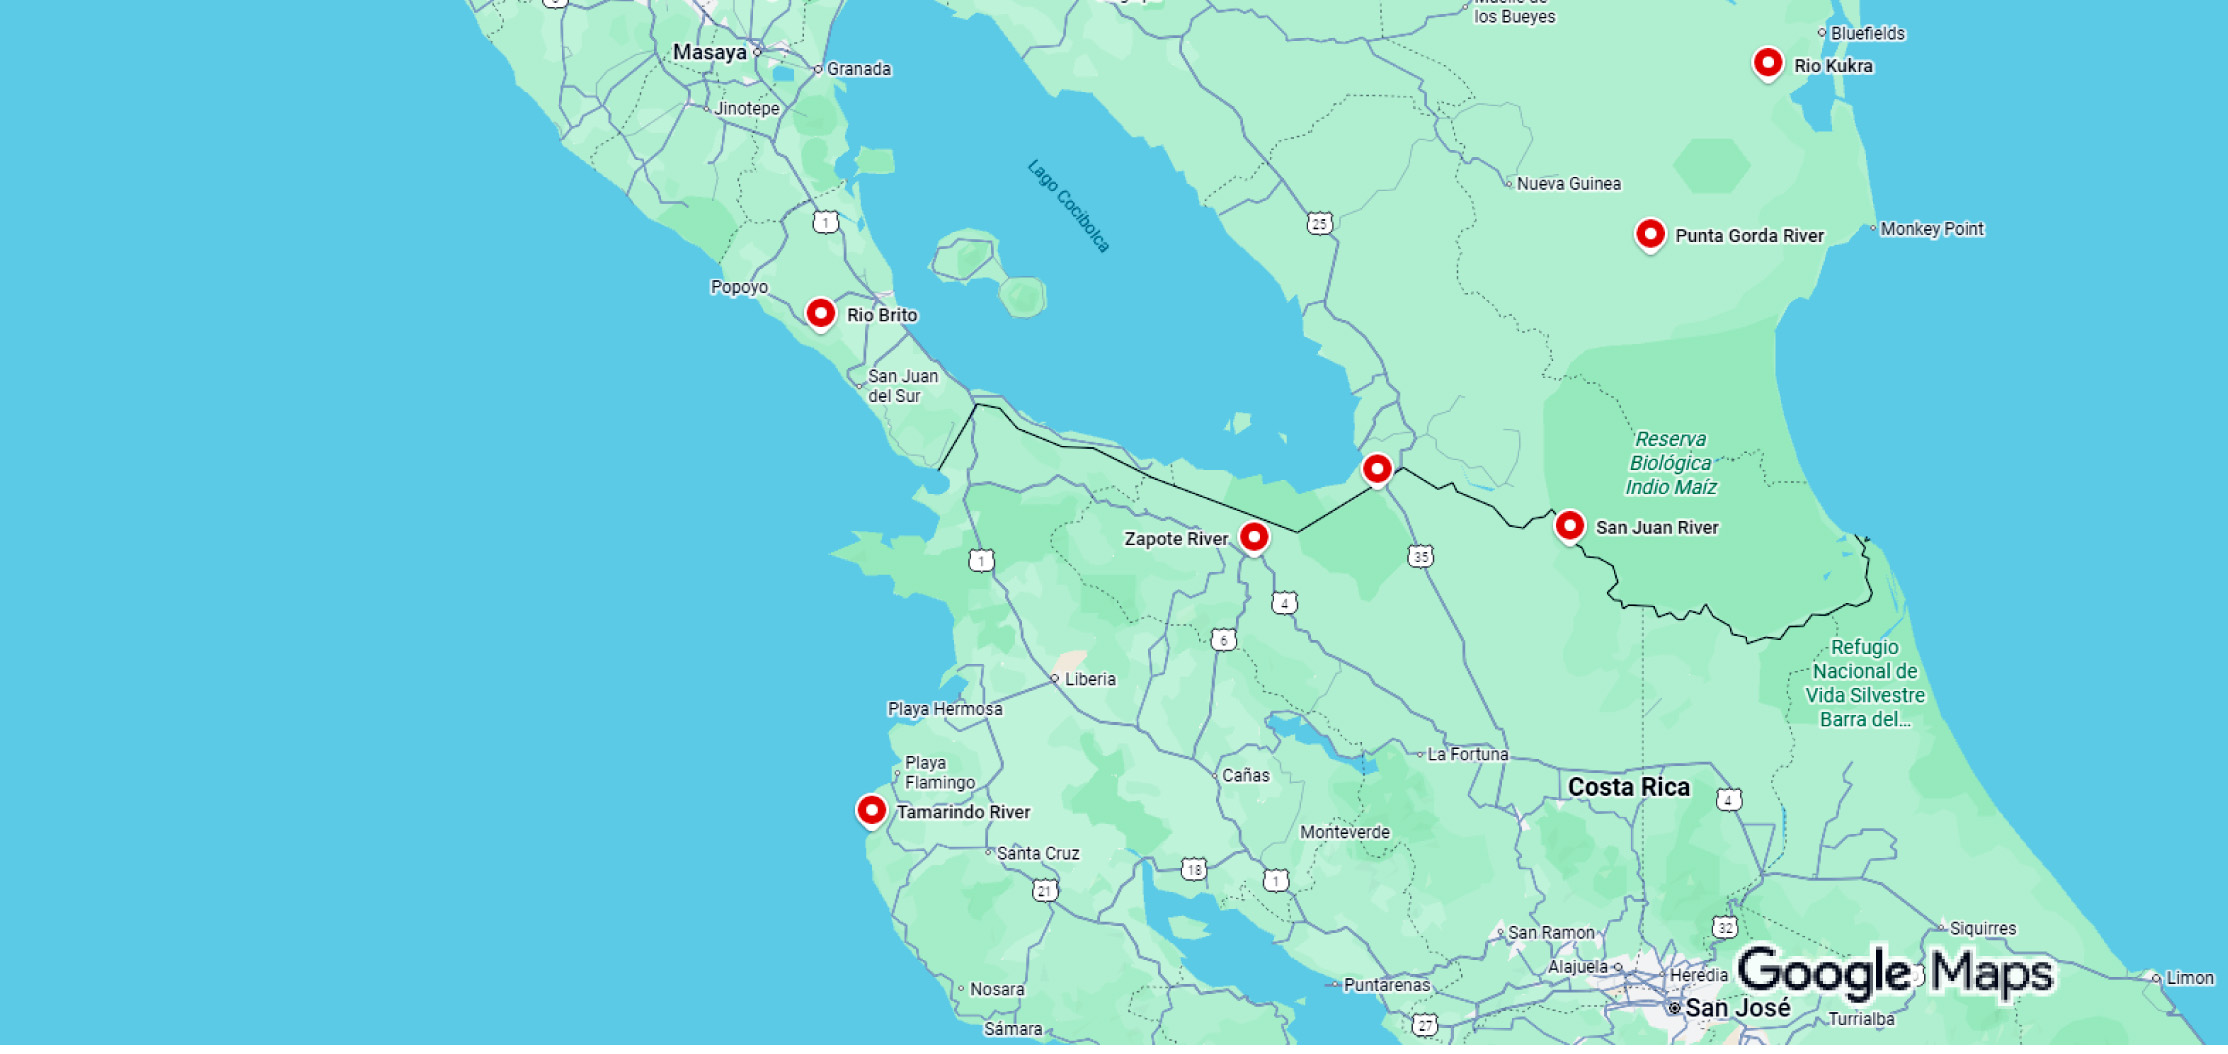 Muelle de
los Bueyes
Bluefields
Masaya
Granada
Rio Kukra
Jinotepe
Lago Cocibolca
Nueva Guinea
1
25
Monkey Point
Punta Gorda River
Popoyo
Rio Brito
San Juan
del Sur
Reserva
Biológica
Indio Maíz
San Juan River
Zapote River
1
35
4
6
Refugio
Nacional de
Vida Silvestre
Barra del...
Liberia
Playa Hermosa
La Fortuna
Playa
Flamingo
Cañas
Costa Rica
4
Tamarindo River
Monteverde
Santa Cruz
18
1
21
32
Siquirres
San Ramon
Alajuela
Heredia
Google Maps
Limon
Nosara
Puntarenas
San José
Sámara
27
Turrialba